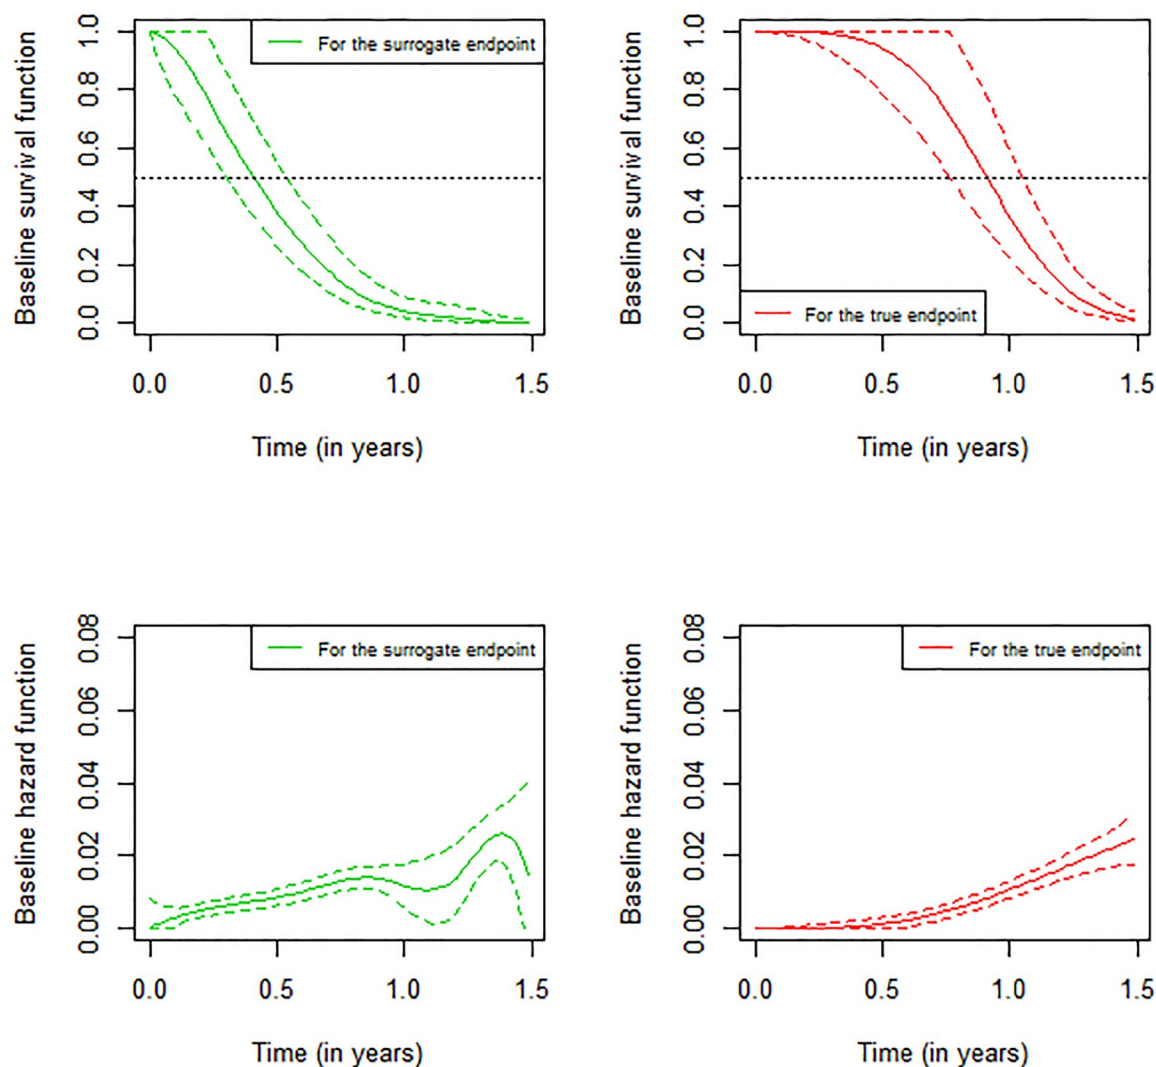 Baseline survival function
1.0
0.8
0.6
0.4
0.2
0.0
For the surrogate endpoint
0.0 0.5 1.0 1.5
Time (in years)
Baseline survival function
1.0
0.8
0.6
0.4
0.2
0.0
For the true endpoint
0.0 0.5 1.0 1.5
Time (in years)
Baseline hazard function
0.08
0.06
0.04
0.02
0.00
For the surrogate endpoint
0.0 0.5 1.0 1.5
Time (in years)
Baseline hazard function
0.08
0.06
0.04
0.02
0.00
For the true endpoint
0.0 0.5 1.0 1.5
Time (in years)